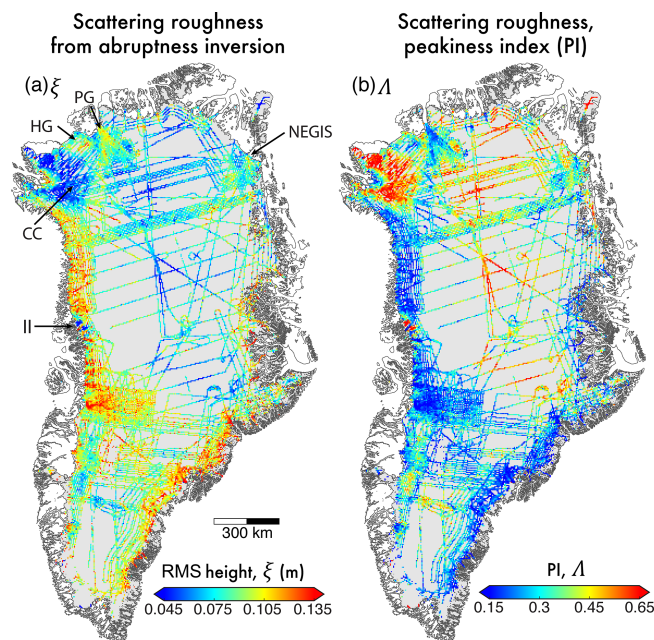 Scattering roughness
from abruptness inversion
Scattering roughness,
peakiness index (PI)
(a) ξ
(b) Λ
PG
HG
NEGIS
CC
II
300 km
RMS height, ξ (m)
0.045 0.075 0.105 0.135
PI, Λ
0.15 0.3 0.45 0.65